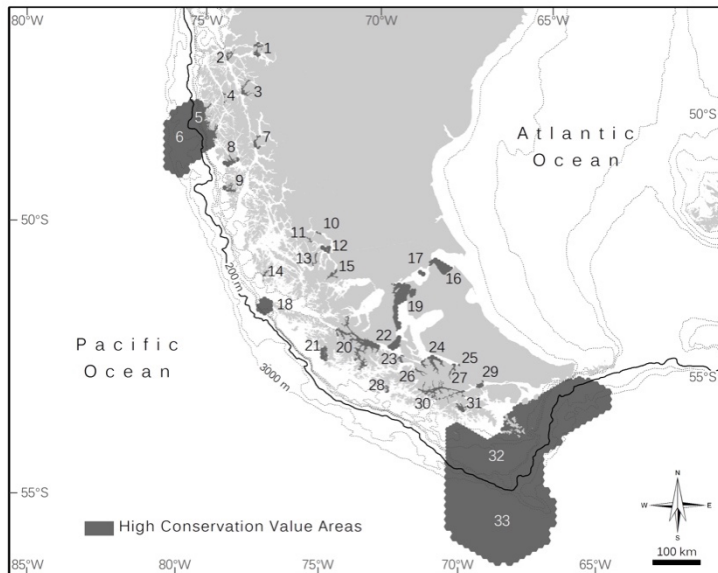 80°W 75°W 70°W 65°W
1
2
3
4
5
50°S
6
7
Atlantic
Ocean
8
9
50°S
10
11
12
13
14
15
16
17
18
19
200 m
20
21
22
23
24
25
26
27
28
29
30
31
Pacific
Ocean
3000 m
55°S
32
33
55°S
High Conservation Value Areas
N
W E
S
100 km
85°W 80°W 75°W 70°W 65°W